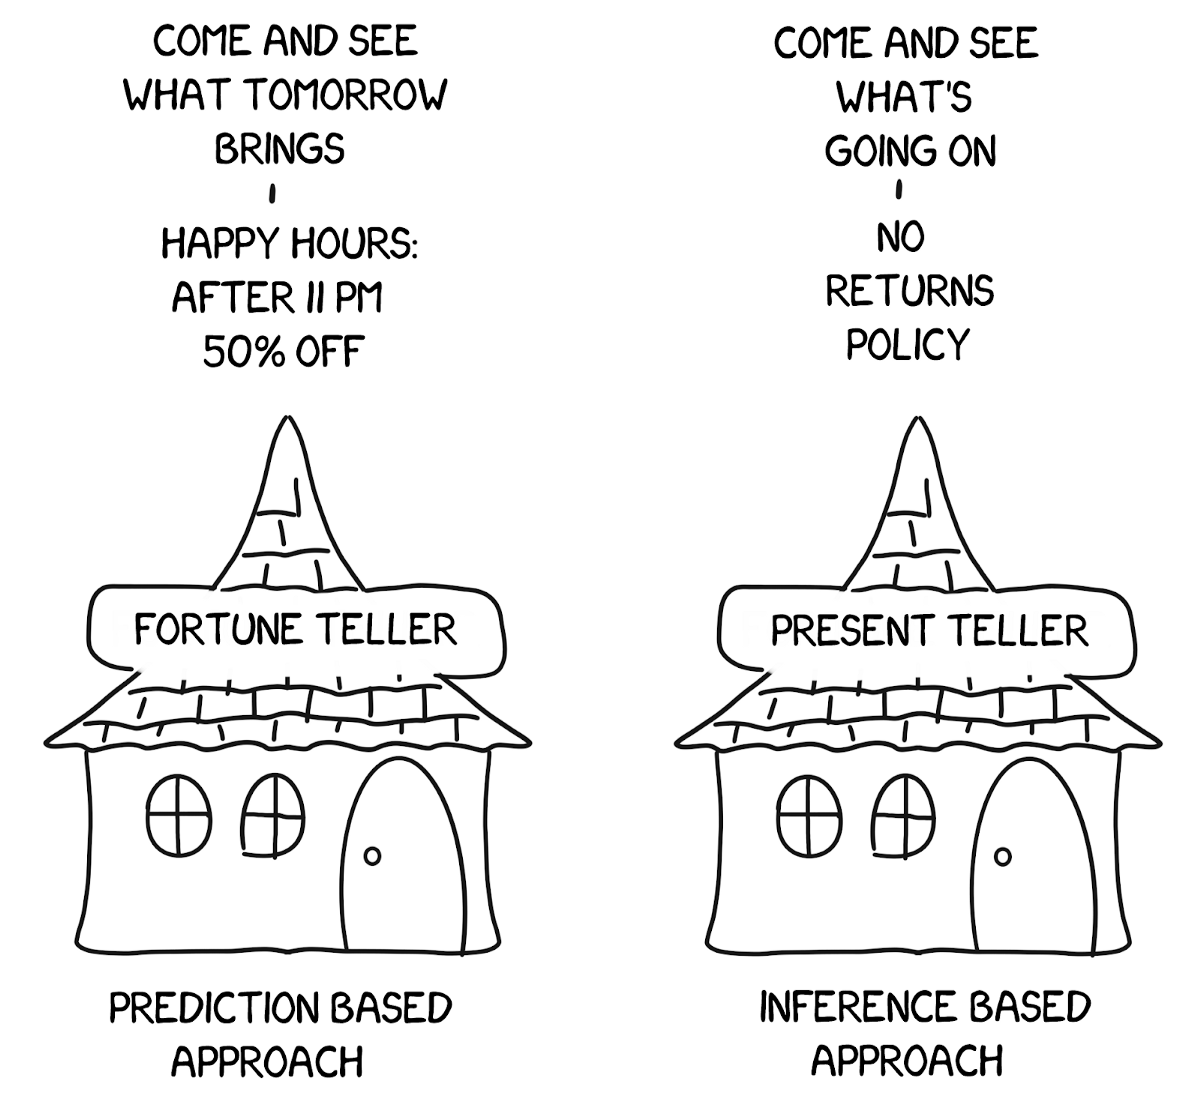 COME AND SEE
WHAT TOMORROW
BRINGS
HAPPY HOURS:
AFTER 11 PM
50% OFF
FORTUNE TELLER
PREDICTION BASED
APPROACH
COME AND SEE
WHAT'S
GOING ON
NO
RETURNS
POLICY
PRESENT TELLER
INFERENCE BASED
APPROACH